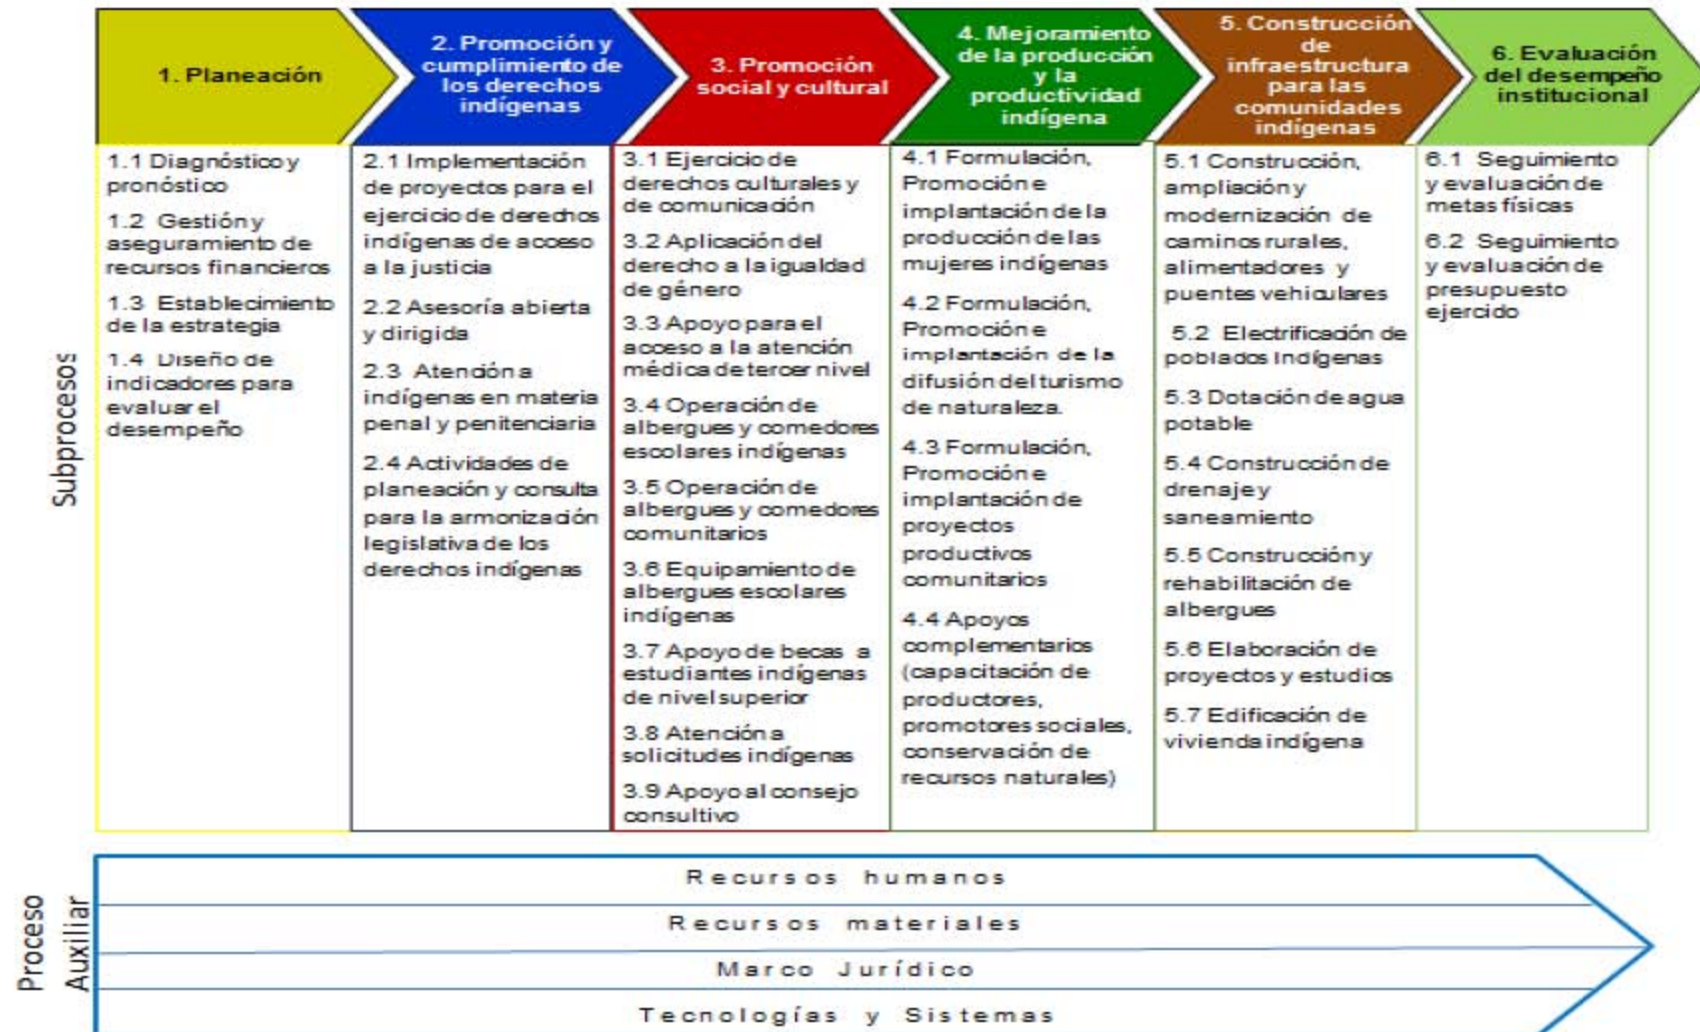 1. Planeación
2. Promoción y
cumplimiento de
los derechos
indígenas
3. Promoción
social y cultural
4. Mejoramiento
de la producción
y la
productividad
indígena
5. Construcción
de
infraestructura
para las
comunidades
indígenas
6. Evaluación
del desempeño
institucional
Subprocesos
1.1 Diagnóstico y
pronóstico
1.2 Gestión y
aseguramiento de
recursos financieros
1.3 Establecimiento
de la estrategia
1.4 Diseño de
indicadores para
evaluar el
desempeño
2.1 Implementación
de proyectos para el
ejercicio de derechos
indígenas de acceso
a la justicia
2.2 Asesoría abierta
y dirigida
2.3 Atención a
indígenas en materia
penal y penitenciaria
2.4 Actividades de
planeación y consulta
para la armonización
legislativa de los
derechos indígenas
3.1 Ejercicio de
derechos culturales y
de comunicación
3.2 Aplicación del
derecho a la igualdad
de género
3.3 Apoyo para el
acceso a la atención
médica de tercer nivel
3.4 Operación de
albergues y comedores
escolares indígenas
3.5 Operación de
albergues y comedores
comunitarios
3.6 Equipamiento de
albergues escolares
indígenas
3.7 Apoyo de becas a
estudiantes indígenas
de nivel superior
3.8 Atención a
solicitudes indígenas
3.9 Apoyo al consejo
consultivo
4.1 Formulación,
Promoción e
implantación de la
producción de las
mujeres indígenas
4.2 Formulación,
Promoción e
implantación de la
difusión del turismo
de naturaleza.
4.3 Formulación,
Promoción e
implantación de
proyectos
productivos
comunitarios
4.4 Apoyos
complementarios
(capacitación de
productores,
promotores sociales,
conservación de
recursos naturales)
5.1 Construcción,
ampliación y
modernización de
caminos rurales,
alimentadores y
puentes vehiculares
5.2 Electrificación de
poblados Indígenas
5.3 Dotación de agua
potable
5.4 Construcción de
drenaje y
saneamiento
5.5 Construcción y
rehabilitación de
albergues
5.6 Elaboración de
proyectos y estudios
5.7 Edificación de
vivienda indígena
6.1 Seguimiento
y evaluación de
metas físicas
6.2 Seguimiento
y evaluación de
presupuesto
ejercido
Proceso
Auxiliar
Recursos humanos
Recursos materiales
Marco Jurídico
Tecnologías y Sistemas